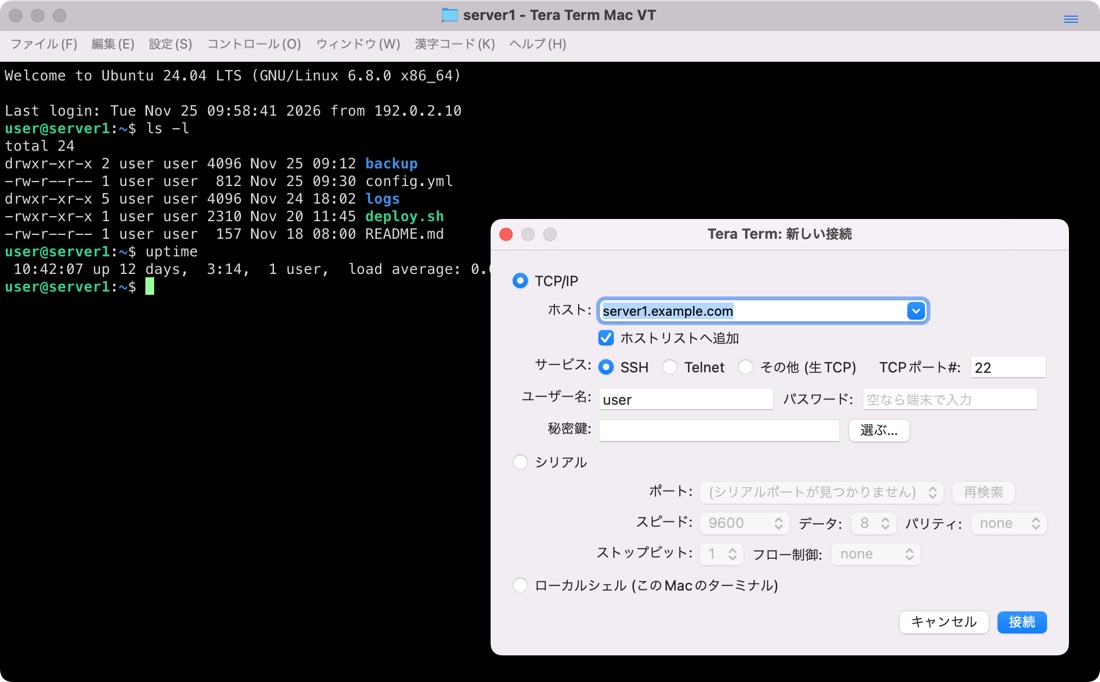 server1 - Tera Term Mac VT
ファイル(F) 編集(E) 設定(S) コントロール(O) ウィンドウ(W) 漢字コード(K) ヘルプ(H)
Welcome to Ubuntu 24.04 LTS (GNU/Linux 6.8.0 x86_64)
Last login: Tue Nov 25 09:58:41 2026 from 192.0.2.10
user@server1:~$ ls -l
total 24
drwxr-xr-x 2 user user 4096 Nov 25 09:12 backup
-rw-r--r-- 1 user user  812 Nov 25 09:30 config.yml
drwxr-xr-x 5 user user 4096 Nov 24 18:02 logs
-rwxr-xr-x 1 user user 2310 Nov 20 11:45 deploy.sh
-rw-r--r-- 1 user user  157 Nov 18 08:00 README.md
user@server1:~$ uptime
 10:42:07 up 12 days,  3:14,  1 user,  load average: 0.
user@server1:~$
Tera Term: 新しい接続
TCP/IP
ホスト: server1.example.com
ホストリストへ追加
サービス: SSH Telnet その他 (生TCP) TCPポート#: 22
ユーザー名: user パスワード: 空なら端末で入力
秘密鍵: 選ぶ...
シリアル
ポート: (シリアルポートが見つかりません) 再検索
スピード: 9600 データ: 8 パリティ: none
ストップビット: 1 フロー制御: none
ローカルシェル (このMacのターミナル)
キャンセル 接続